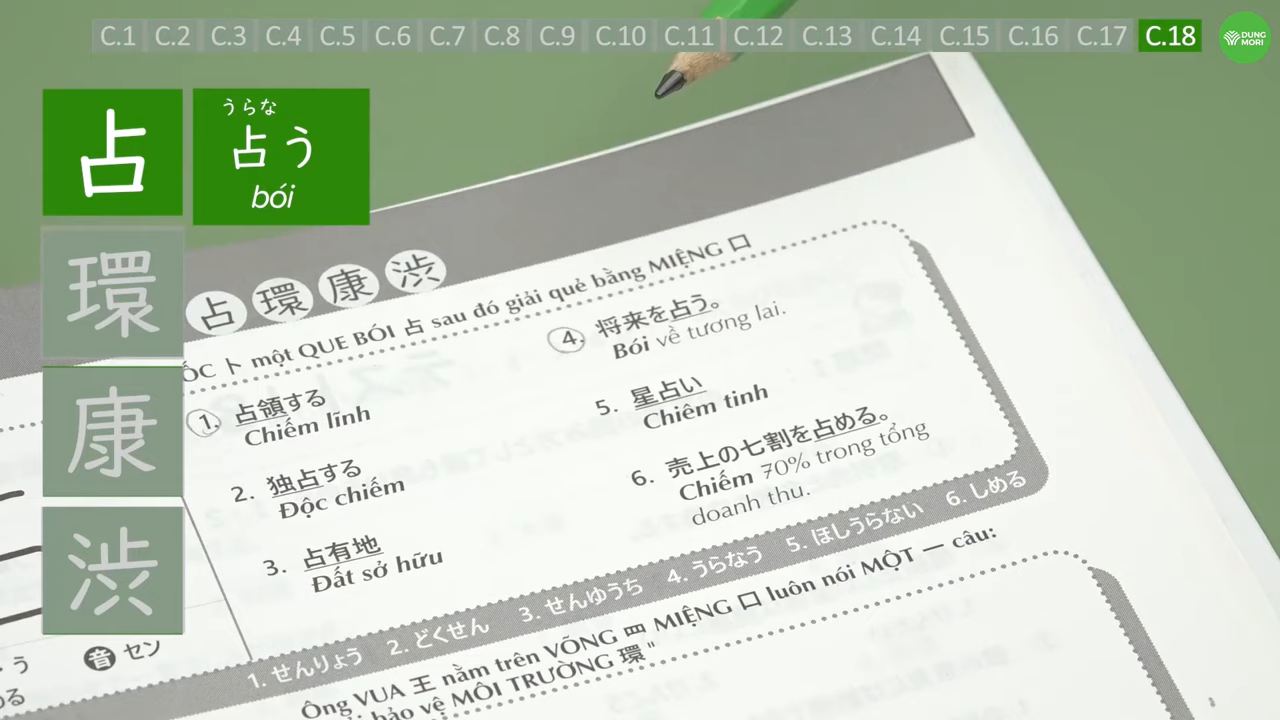 C.1 C.2 C.3 C.4 C.5 C.6 C.7 C.8 C.9 C.10 C.11 C.12 C.13 C.14 C.15 C.16 C.17 C.18
DUNG
MORI
占
うらな
占う
bói
環
康
渋
占 環 康 渋
ỐC 卜 một QUE BÓI 占 sau đó giải quẻ bằng MIỆNG 口
1. 占領する
Chiếm lĩnh
2. 独占する
Độc chiếm
3. 占有地
Đất sở hữu
4. 将来を占う。
Bói về tương lai.
5. 星占い
Chiêm tinh
6. 売上の七割を占める。
Chiếm 70% trong tổng
doanh thu.
1. せんりょう 2. どくせん 3. せんゆうち 4. うらなう 5. ほしうらない 6. しめる
う
音 セン
める
Ông VUA 王 nằm trên VÕNG 罒 MIỆNG 口 luôn nói MỘT 一 câu:
bảo vệ MÔI TRƯỜNG 環"